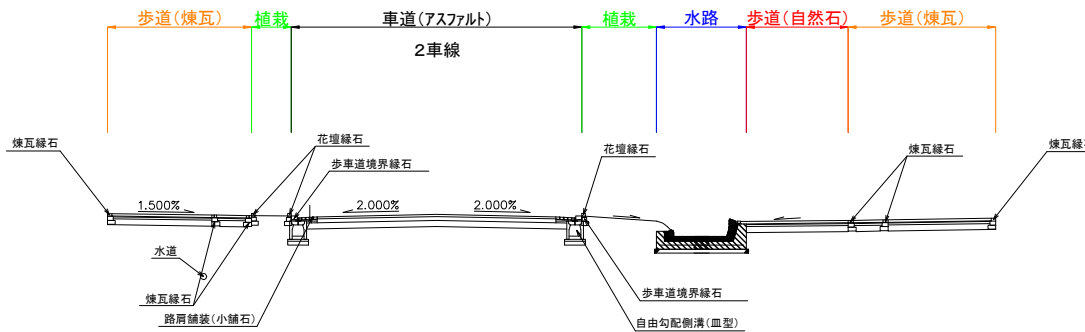 歩道(煉瓦)
植栽
車道(アスファルト)
植栽
水路
歩道(自然石)
歩道(煉瓦)
2車線
煉瓦縁石
花壇縁石
歩車道境界縁石
花壇縁石
煉瓦縁石
煉瓦縁石
1.500%
2.000%
2.000%
水道
煉瓦縁石
路肩舗装(小舗石)
歩車道境界縁石
自由勾配側溝(皿型)